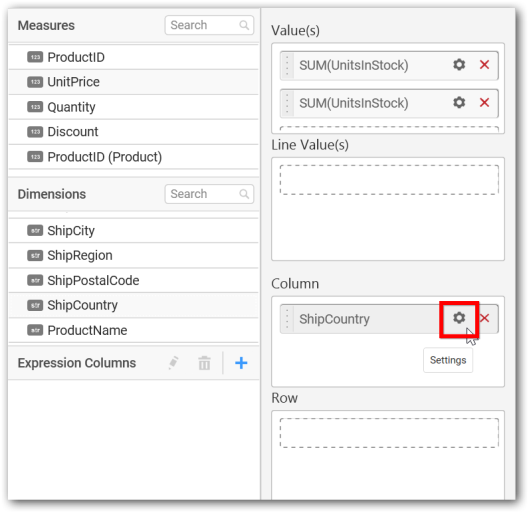 Measures
Search
123 ProductID
123 UnitPrice
123 Quantity
123 Discount
123 ProductID (Product)
Dimensions
Search
str ShipCity
str ShipRegion
str ShipPostalCode
str ShipCountry
str ProductName
Expression Columns
Value(s)
SUM(UnitsInStock)
SUM(UnitsInStock)
Line Value(s)
Column
ShipCountry
Settings
Row